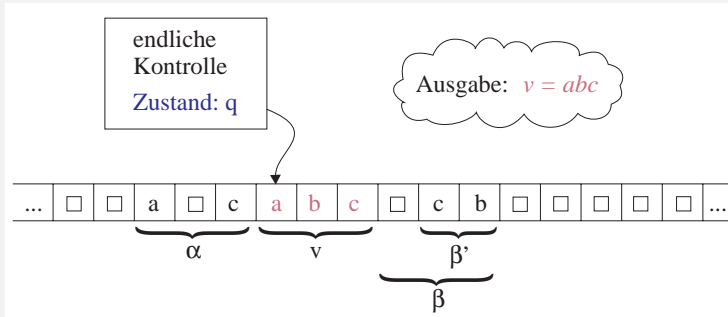 endliche
Kontrolle
Zustand: q
Ausgabe: v = abc
... □ □ a □ c a b c □ c b □ □ □ □ □ ...
α v β’
β